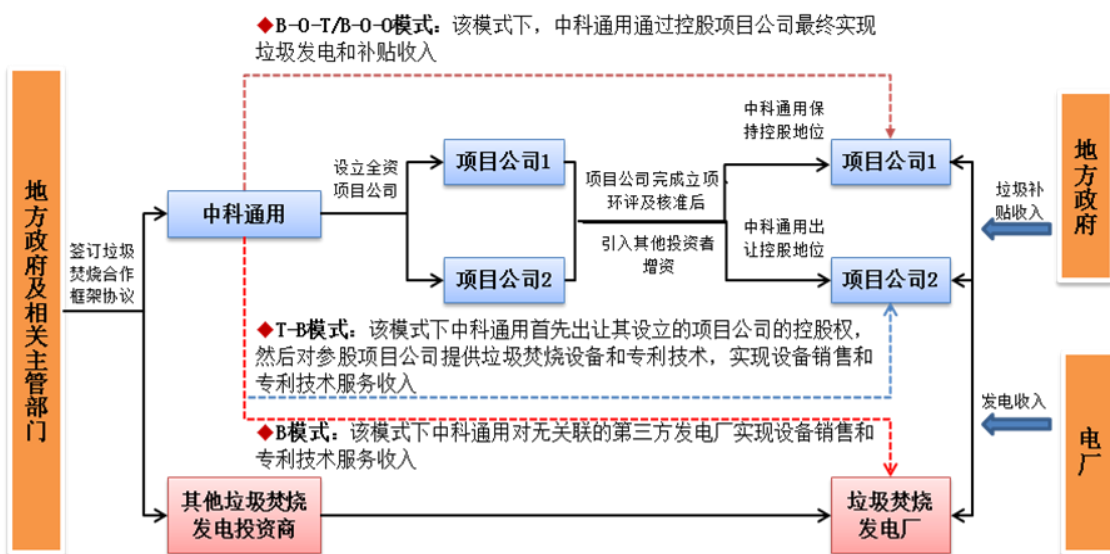 ◆B-O-T/B-O-O模式：该模式下，中科通用通过控股项目公司最终实现
垃圾发电和补贴收入
地方政府及相关主管部门
签订垃圾
焚烧合作
框架协议
中科通用
设立全资
项目公司
项目公司1
项目公司2
项目公司完成立项
环评及核准后
引入其他投资者
增资
中科通用保
持控股地位
中科通用出
让控股地位
项目公司1
项目公司2
垃圾补
贴收入
地方政府
◆T-B模式：该模式下中科通用首先出让其设立的项目公司的控股权，
然后对参股项目公司提供垃圾焚烧设备和专利技术，实现设备销售和
专利技术服务收入
◆B模式：该模式下中科通用对无关联的第三方发电厂实现设备销售和
专利技术服务收入
发电收入
电厂
其他垃圾焚烧
发电投资商
垃圾焚烧
发电厂